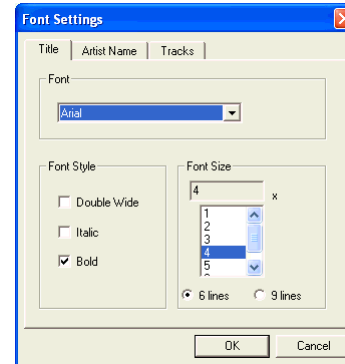 Font Settings
Title Artist Name Tracks
Font
Arial
Font Style
Double Wide
Italic
Bold
Font Size
4 x
1
2
3
4
5
6 lines 9 lines
OK Cancel